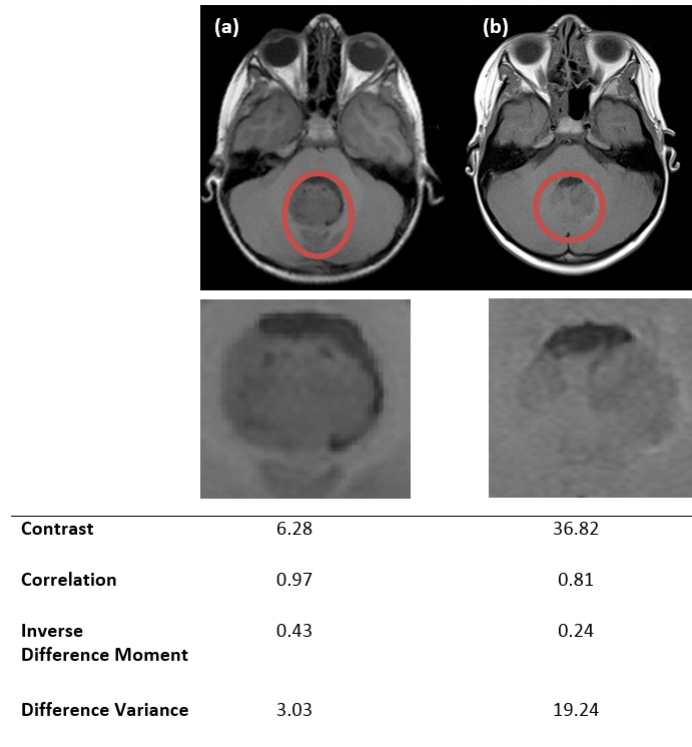 (a) (b)
Contrast 6.28 36.82
Correlation 0.97 0.81
Inverse
Difference Moment 0.43 0.24
Difference Variance 3.03 19.24